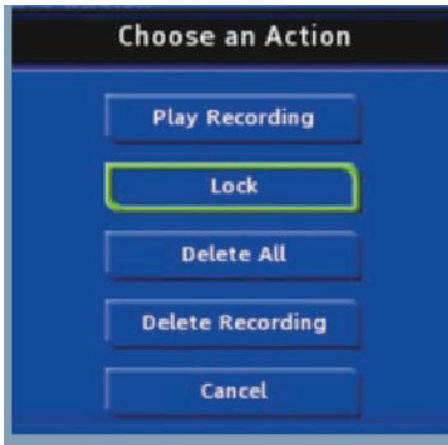 Choose an Action
Play Recording
Lock
Delete All
Delete Recording
Cancel